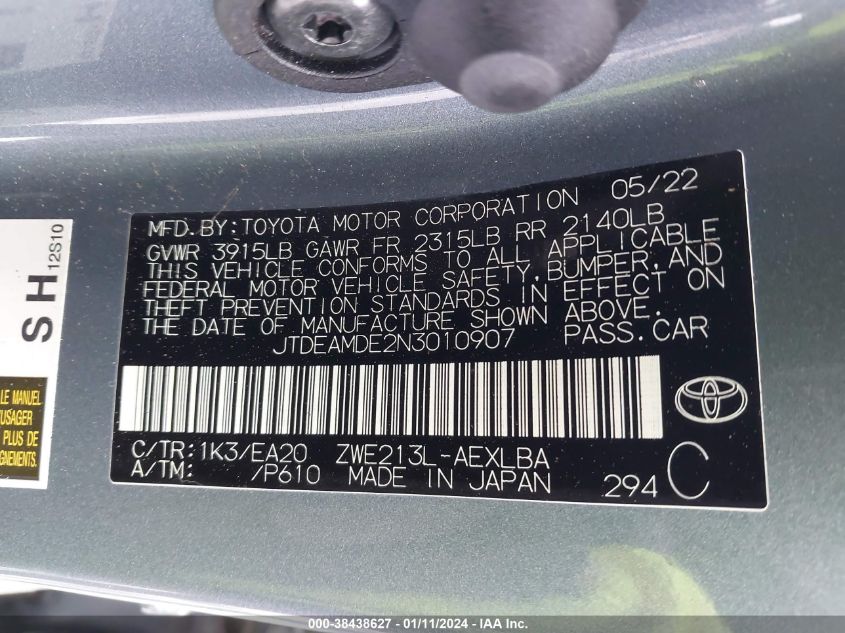 MFD. BY: TOYOTA MOTOR CORPORATION 05/22
GVWR 3915LB GAWR FR 2315LB RR 2140LB
THIS VEHICLE CONFORMS TO ALL APPLICABLE
FEDERAL MOTOR VEHICLE SAFETY, BUMPER, AND
THEFT PREVENTION STANDARDS IN EFFECT ON
THE DATE OF MANUFACTURE SHOWN ABOVE.
JTDEAMDE2N3010907 PASS. CAR
C/TR: 1K3/EA20 ZWE213L-AEXLBA
A/TM: /P610 MADE IN JAPAN 294 C
SH 12S10
LE MANUEL
USAGER
PLUS DE
GNEMENTS.
000-38438627 - 01/11/2024 - IAA Inc.